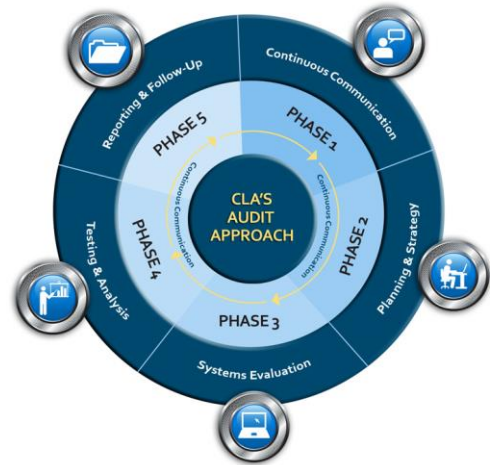 CLA'S
AUDIT
APPROACH
PHASE 1
Continuous Communication
PHASE 2
Planning & Strategy
PHASE 3
Systems Evaluation
PHASE 4
Testing & Analysis
PHASE 5
Reporting & Follow-Up
Continuous Communication
Continuous Communication